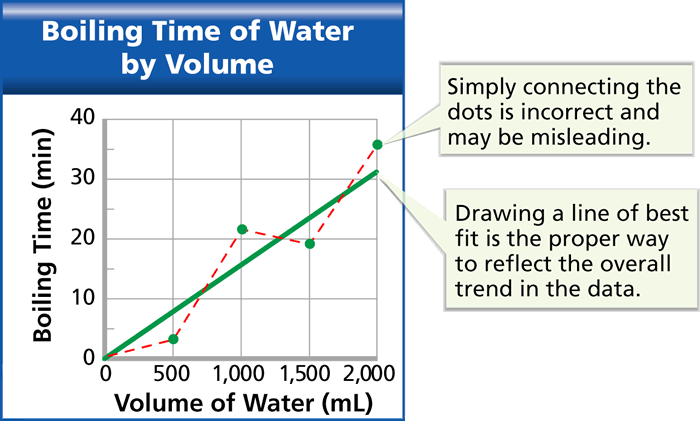 Boiling Time of Water
by Volume
Simply connecting the
dots is incorrect and
may be misleading.
Drawing a line of best
fit is the proper way
to reflect the overall
trend in the data.
Boiling Time (min)
40
30
20
10
0
0 500 1,000 1,500 2,000
Volume of Water (mL)